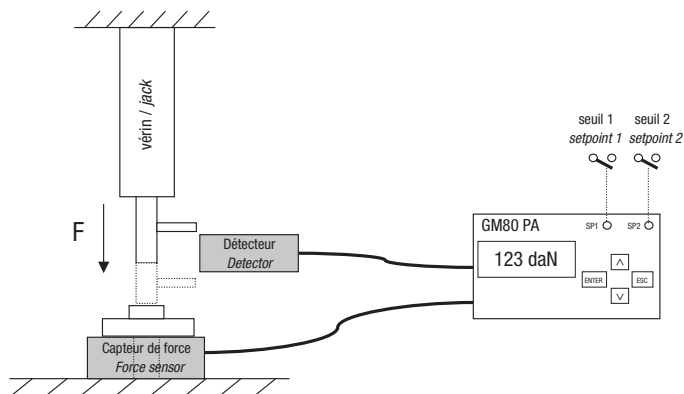 vérin / jack
seuil 1
setpoint 1
seuil 2
setpoint 2
F
Détecteur
Detector
GM80 PA
SP1
SP2
123 daN
ENTER
ESC
Capteur de force
Force sensor